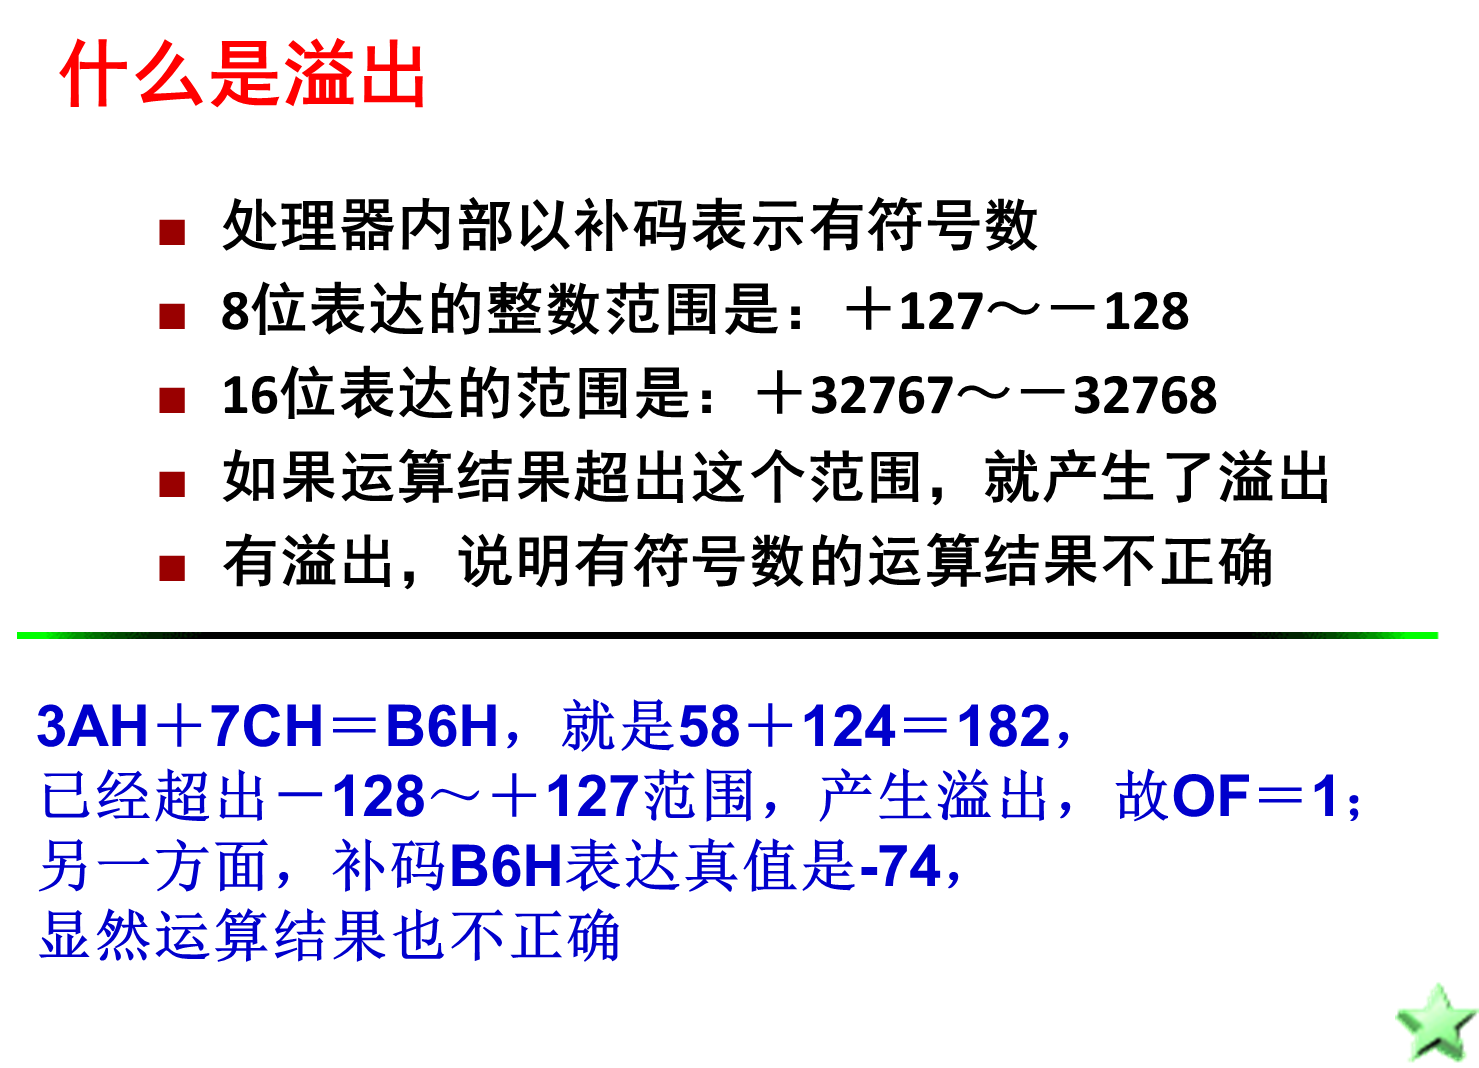 什么是溢出
处理器内部以补码表示有符号数
8位表达的整数范围是：＋127～－128
16位表达的范围是：＋32767～－32768
如果运算结果超出这个范围，就产生了溢出
有溢出，说明有符号数的运算结果不正确
3AH＋7CH＝B6H，就是58＋124＝182，
已经超出－128～＋127范围，产生溢出，故OF＝1；
另一方面，补码B6H表达真值是-74，
显然运算结果也不正确